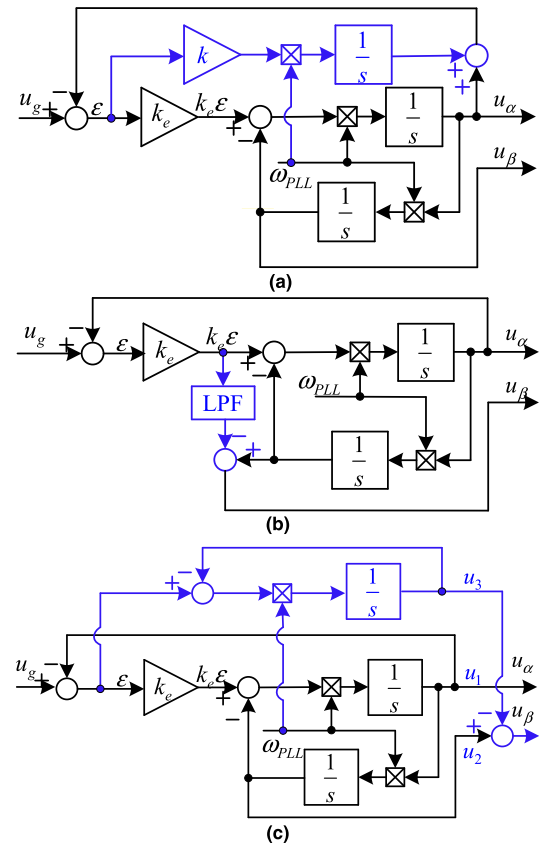 k
1
s
−
u_g
+
ε
k_e
k_eε
+
−
+
+
1
s
u_α
ω_PLL
u_β
1
s
(a)
−
u_g
+
ε
k_e
k_eε
+
−
1
s
u_α
ω_PLL
u_β
LPF
−
+
1
s
(b)
+
−
−
1
s
u_3
−
u_g
+
ε
k_e
k_eε
+
−
1
s
u_1
u_α
ω_PLL
+
−
u_β
1
s
u_2
(c)